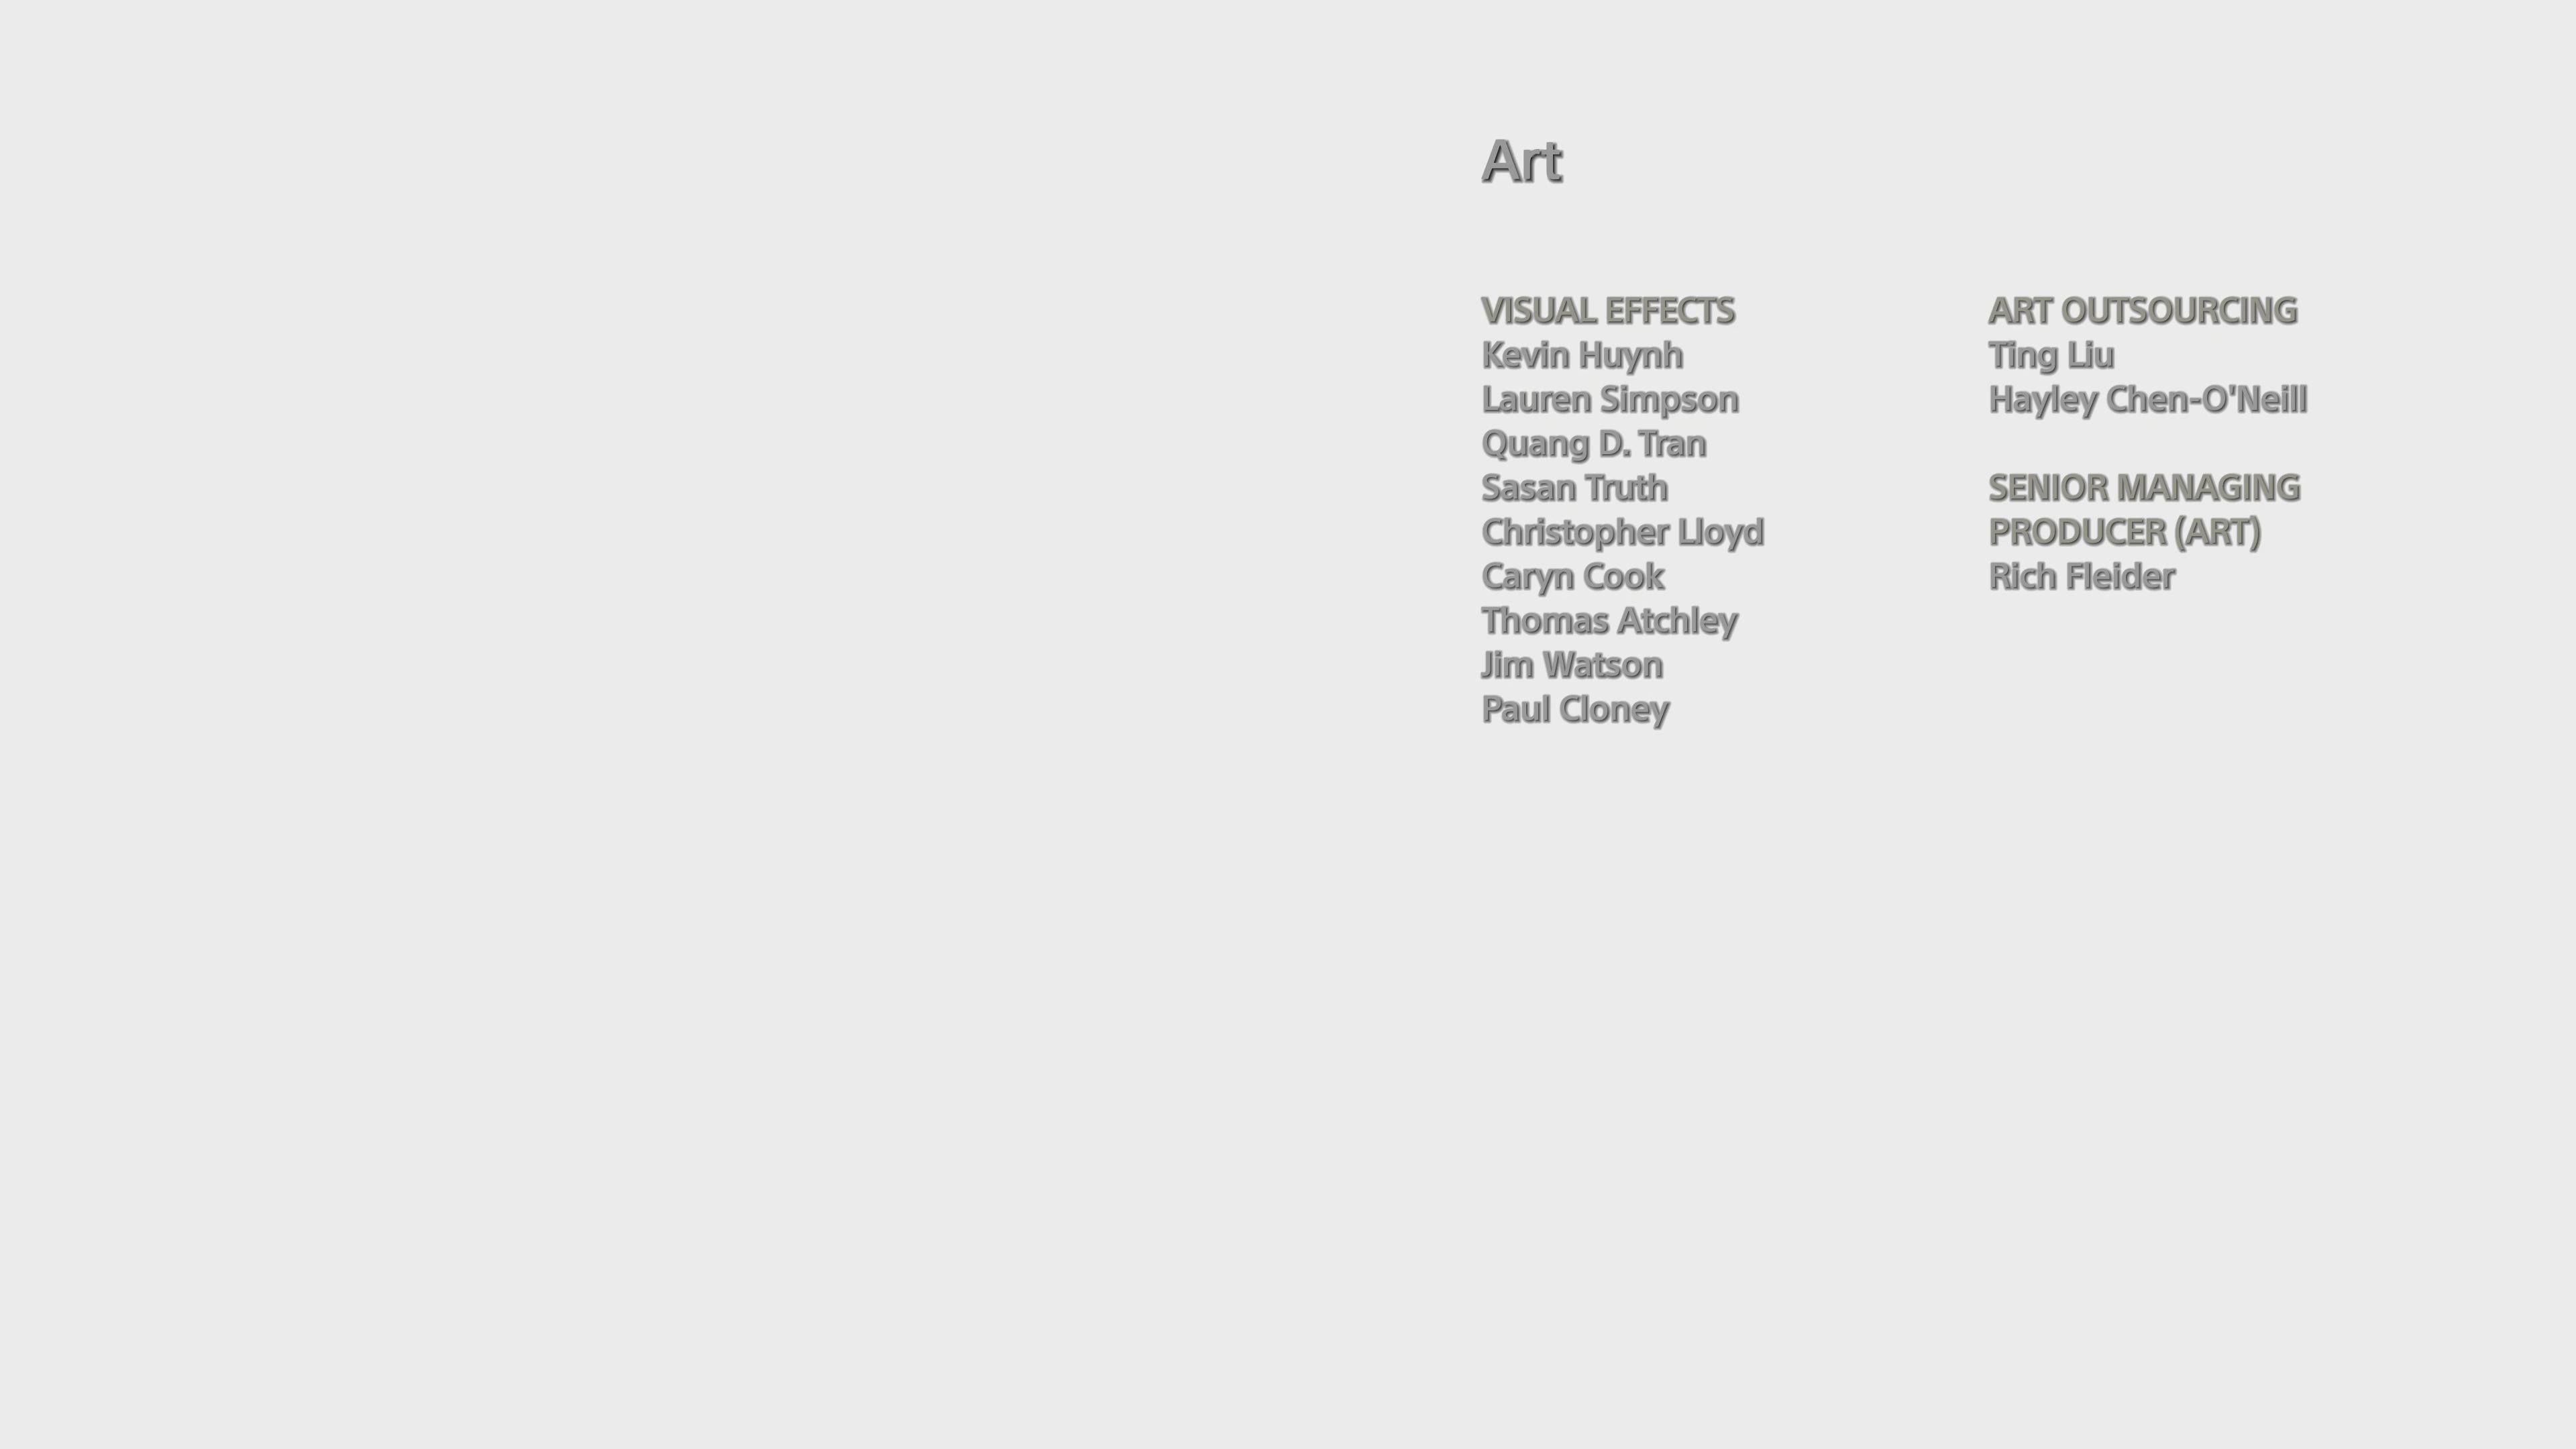 Art
VISUAL EFFECTS
Kevin Huynh
Lauren Simpson
Quang D. Tran
Sasan Truth
Christopher Lloyd
Caryn Cook
Thomas Atchley
Jim Watson
Paul Cloney
ART OUTSOURCING
Ting Liu
Hayley Chen-O'Neill
SENIOR MANAGING
PRODUCER (ART)
Rich Fleider